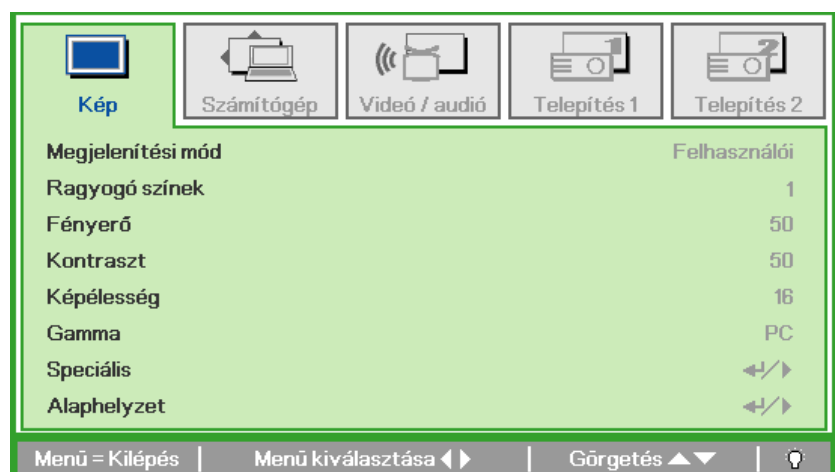 Kép Számítógép Videó / audió Telepítés 1 Telepítés 2
Megjelenítési mód Felhasználói
Ragyogó színek 1
Fényerő 50
Kontraszt 50
Képélesség 16
Gamma PC
Speciális
Alaphelyzet
Menü = Kilépés | Menü kiválasztása | Görgetés |